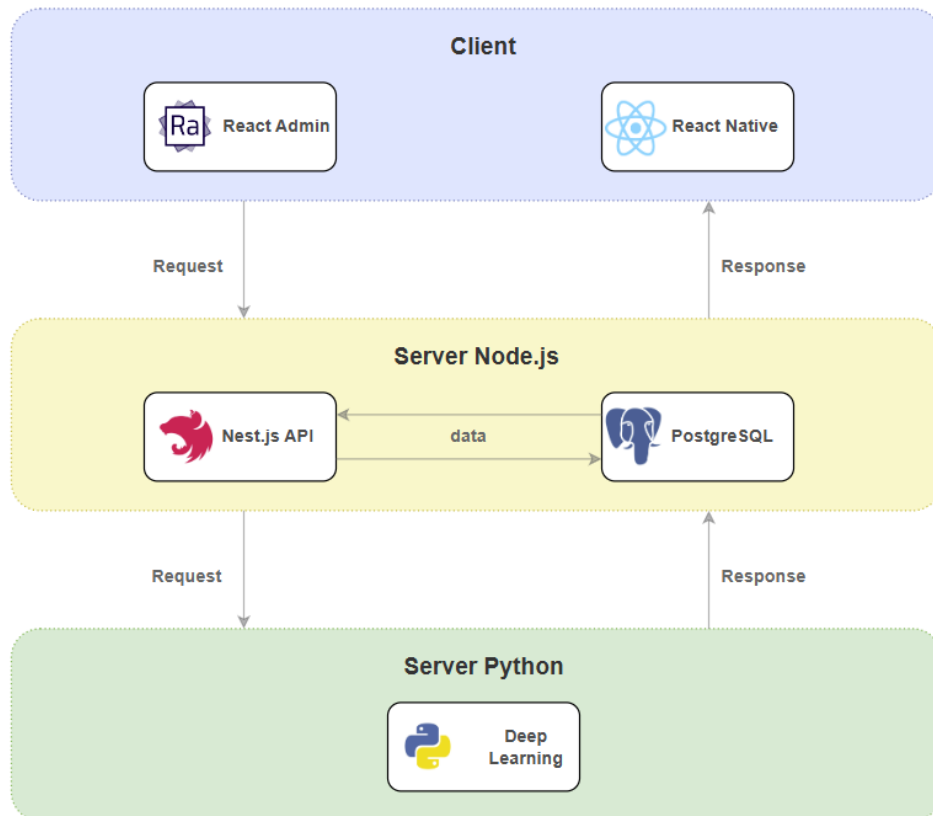 Client
Ra
React Admin
React Native
Request
Response
Server Node.js
Nest.js API
data
PostgreSQL
Request
Response
Server Python
Deep
Learning